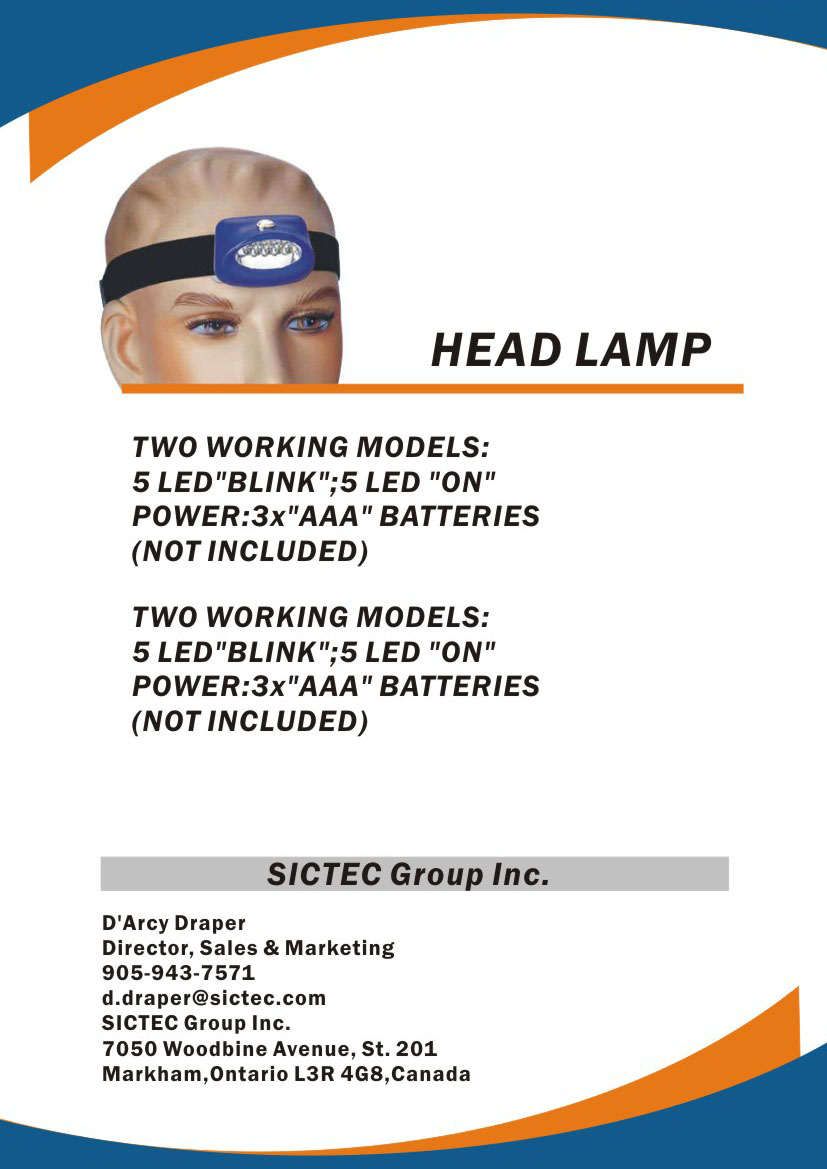 HEAD LAMP
TWO WORKING MODELS:
5 LED"BLINK";5 LED "ON"
POWER:3x"AAA" BATTERIES
(NOT INCLUDED)
TWO WORKING MODELS:
5 LED"BLINK";5 LED "ON"
POWER:3x"AAA" BATTERIES
(NOT INCLUDED)
SICTEC Group Inc.
D'Arcy Draper
Director, Sales & Marketing
905-943-7571
d.draper@sictec.com
SICTEC Group Inc.
7050 Woodbine Avenue, St. 201
Markham,Ontario L3R 4G8,Canada